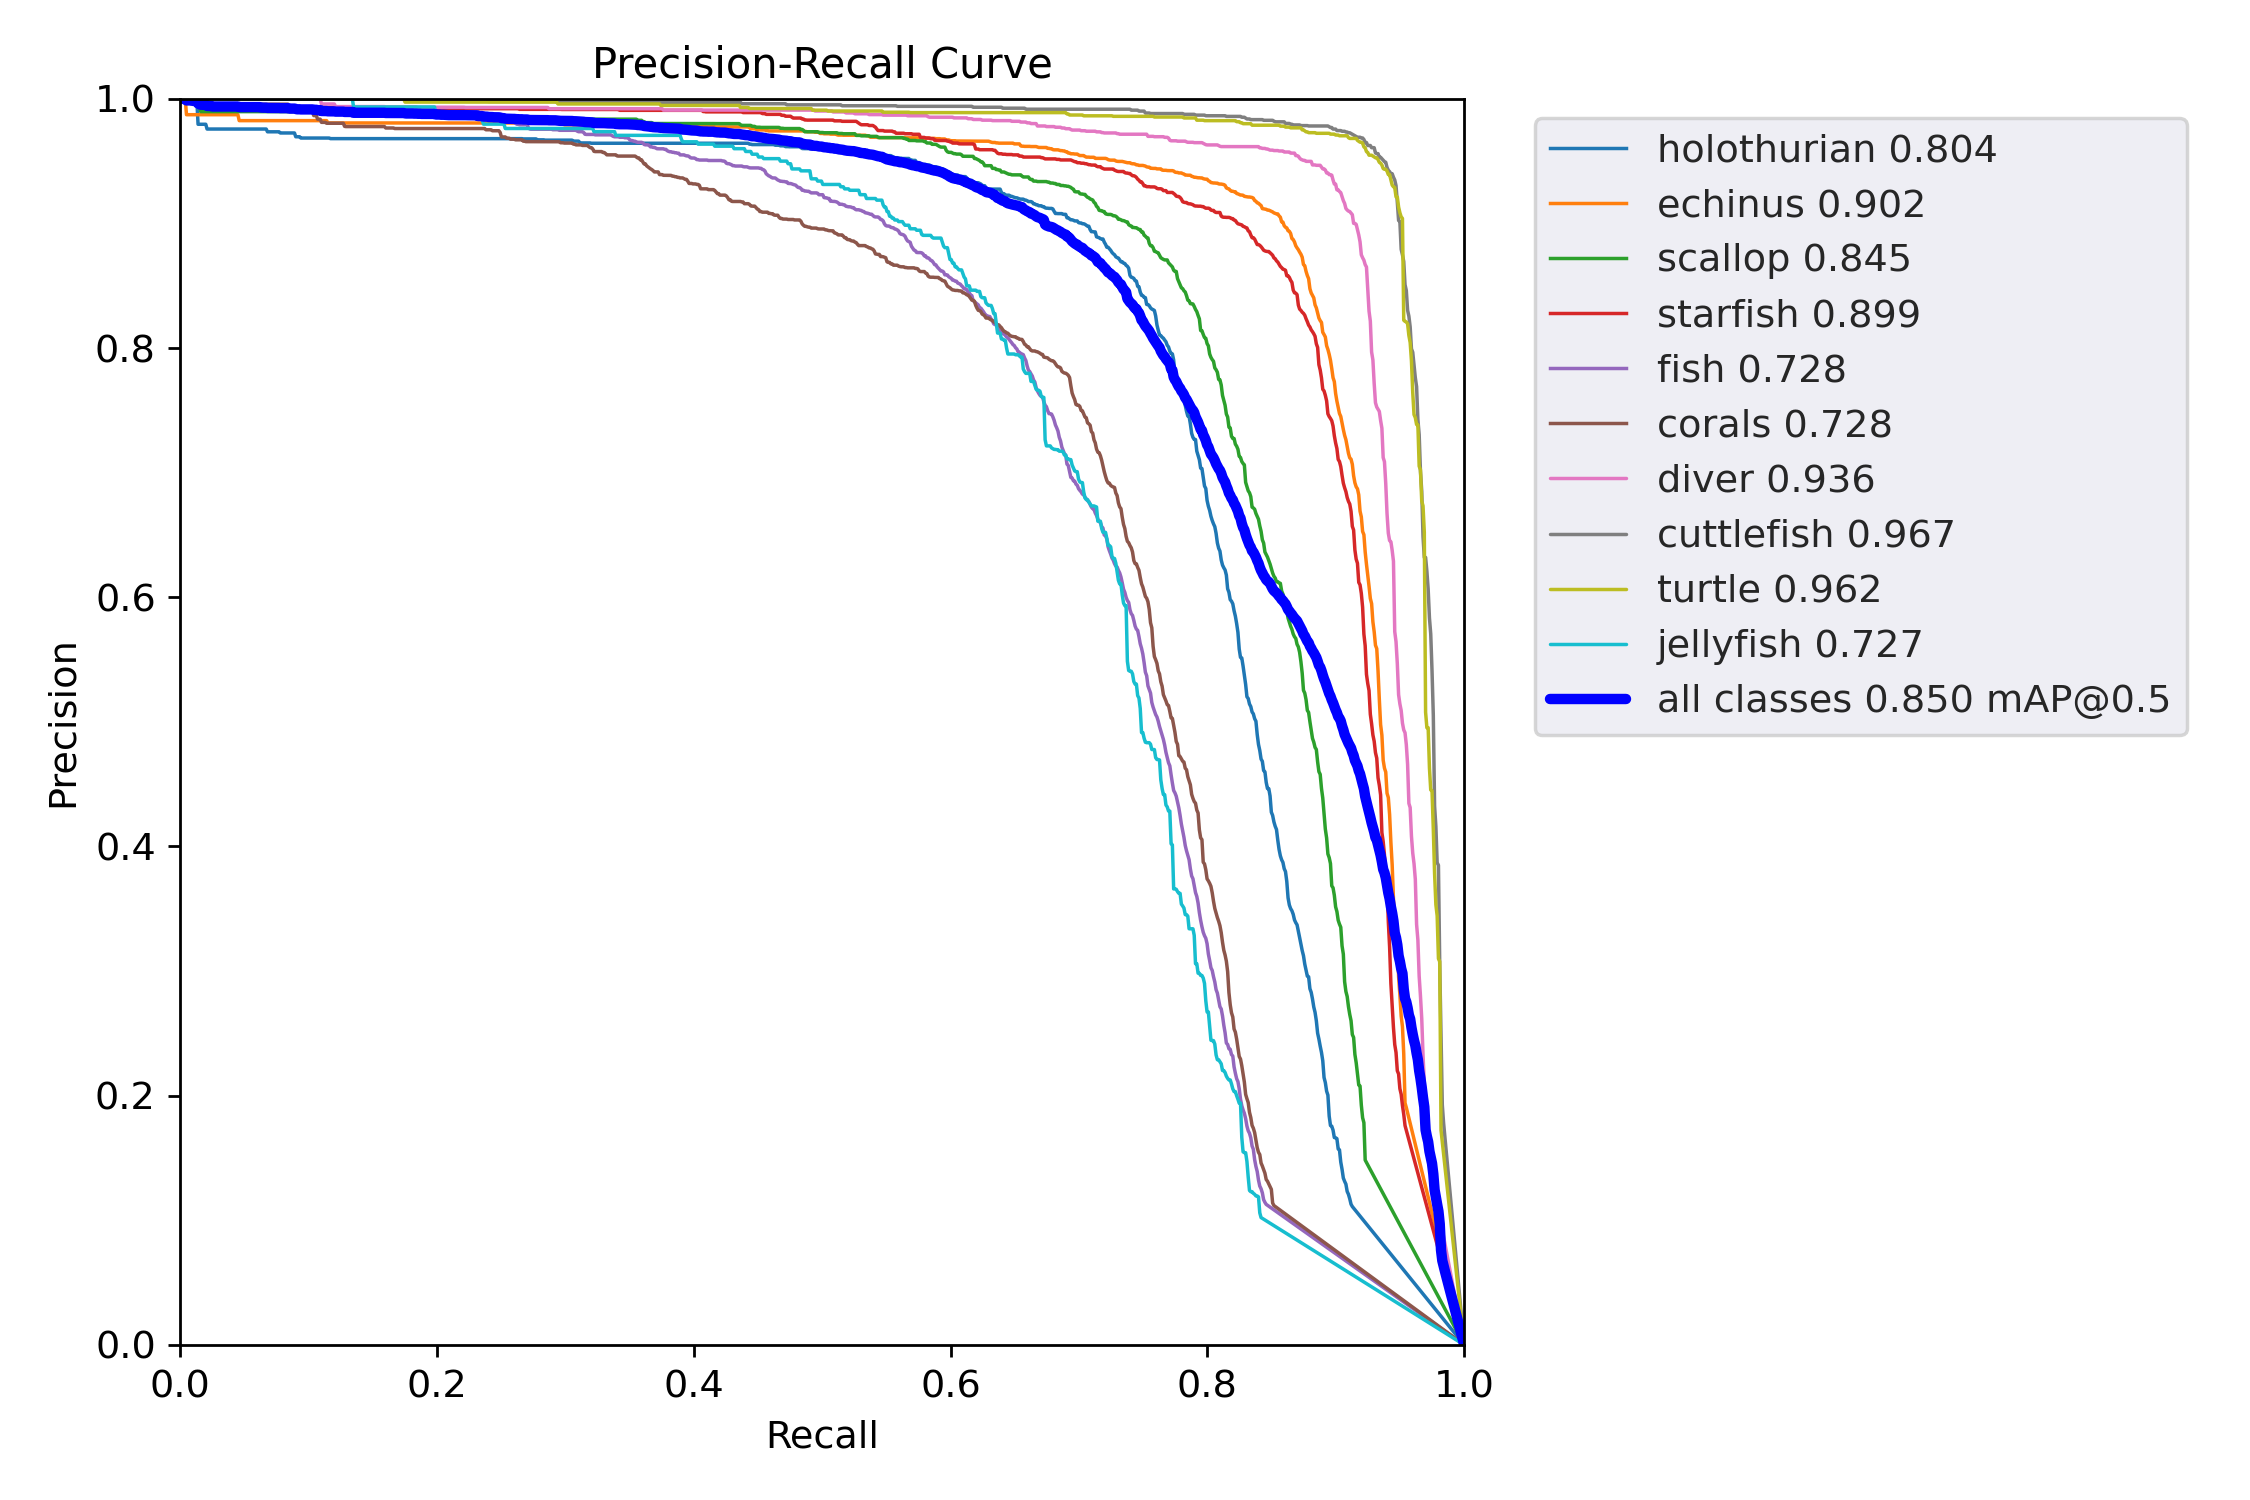 Precision-Recall Curve
1.0
0.8
0.6
0.4
0.2
0.0
Precision
0.0 0.2 0.4 0.6 0.8 1.0
Recall
holothurian 0.804
echinus 0.902
scallop 0.845
starfish 0.899
fish 0.728
corals 0.728
diver 0.936
cuttlefish 0.967
turtle 0.962
jellyfish 0.727
all classes 0.850 mAP@0.5